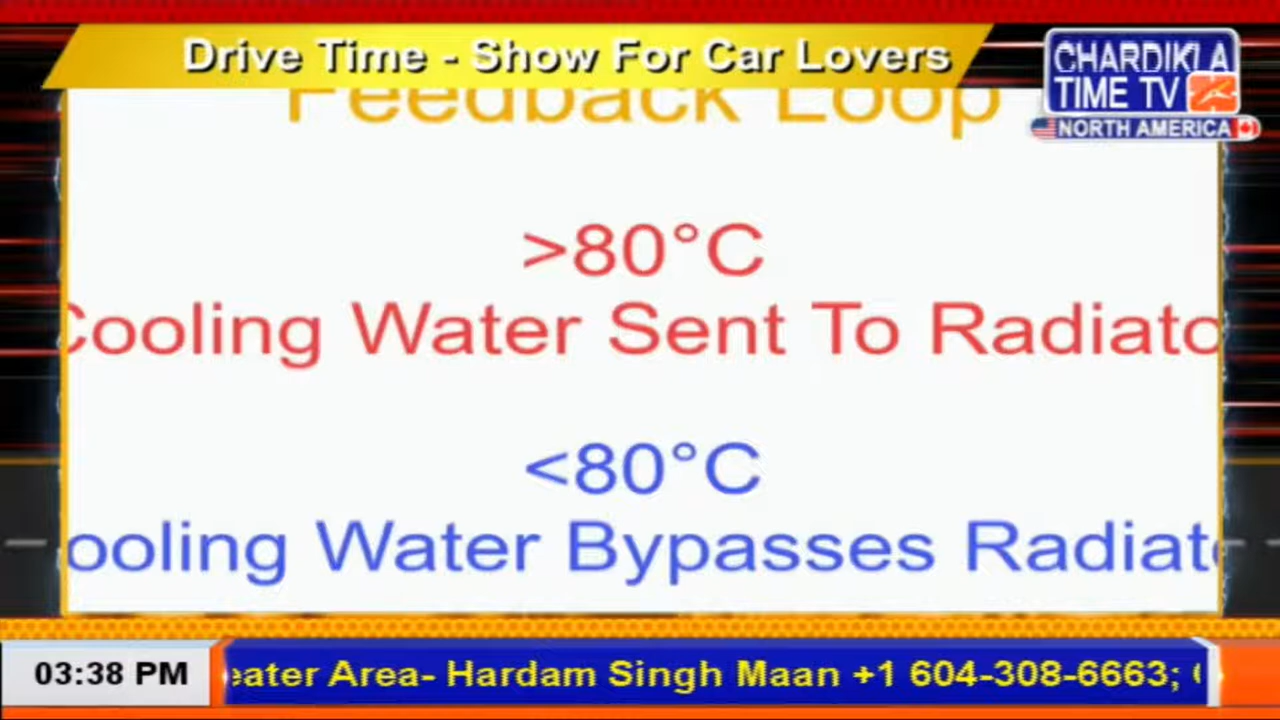 Drive Time - Show For Car Lovers
CHARDIKLA
TIME TV
NORTH AMERICA
Feedback Loop
>80°C
Cooling Water Sent To Radiato
<80°C
ooling Water Bypasses Radiat
03:38 PM
eater Area- Hardam Singh Maan +1 604-308-6663;